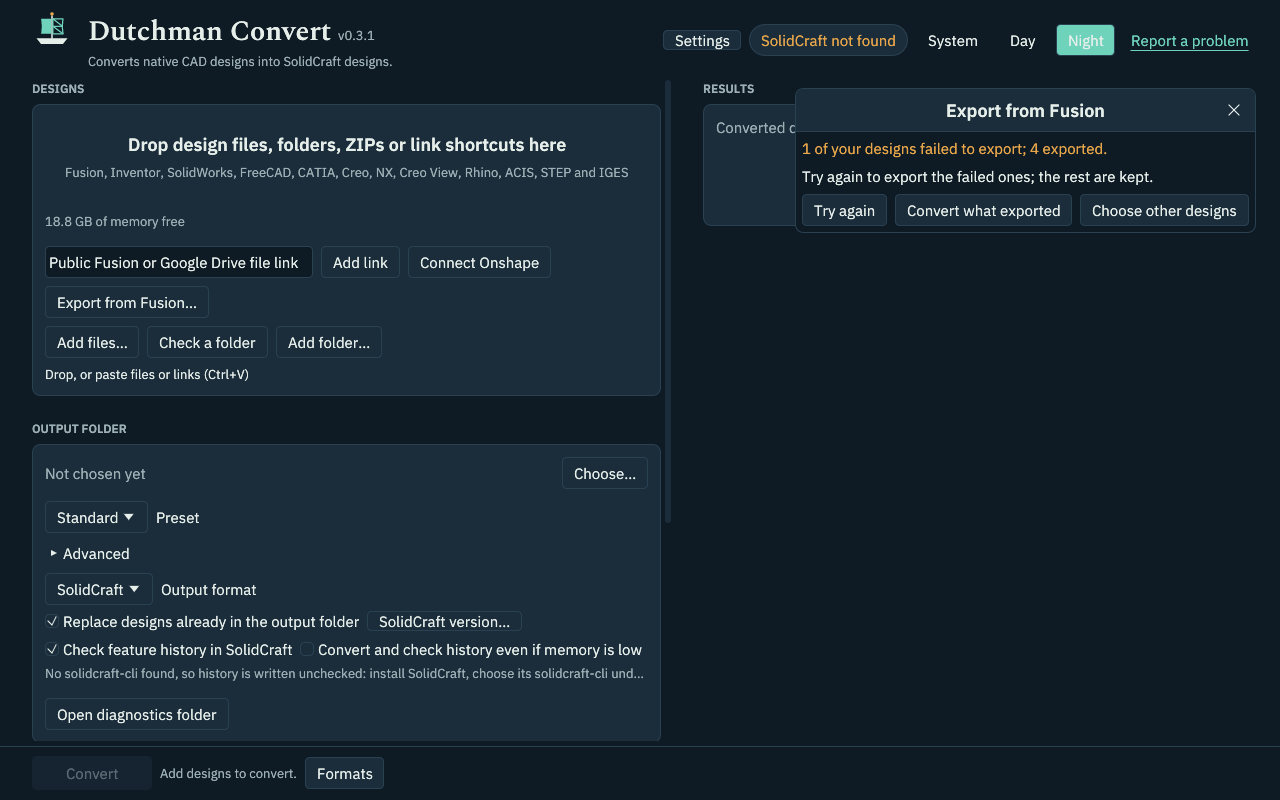 Dutchman Convert v0.3.1
Converts native CAD designs into SolidCraft designs.
Settings
SolidCraft not found
System
Day
Night
Report a problem
DESIGNS
Drop design files, folders, ZIPs or link shortcuts here
Fusion, Inventor, SolidWorks, FreeCAD, CATIA, Creo, NX, Creo View, Rhino, ACIS, STEP and IGES
18.8 GB of memory free
Public Fusion or Google Drive file link
Add link
Connect Onshape
Export from Fusion...
Add files...
Check a folder
Add folder...
Drop, or paste files or links (Ctrl+V)
OUTPUT FOLDER
Not chosen yet
Choose...
Standard
Preset
Advanced
SolidCraft
Output format
Replace designs already in the output folder
SolidCraft version...
Check feature history in SolidCraft
Convert and check history even if memory is low
No solidcraft-cli found, so history is written unchecked: install SolidCraft, choose its solidcraft-cli und...
Open diagnostics folder
RESULTS
Converted
Export from Fusion
1 of your designs failed to export; 4 exported.
Try again to export the failed ones; the rest are kept.
Try again
Convert what exported
Choose other designs
Convert
Add designs to convert.
Formats